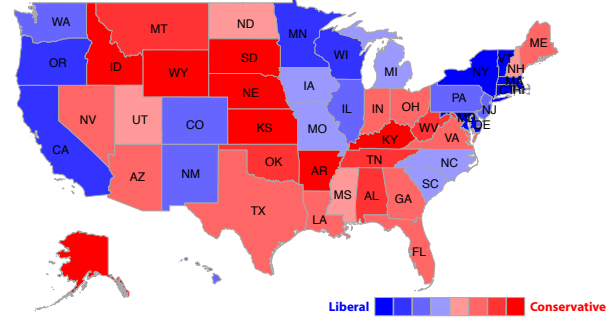 WA
MT
ND
MN
ME
OR
ID
SD
WI
VT
NH
WY
MI
NY
MA
NE
IA
PA
NV
UT
CO
IL
IN
OH
NJ
CA
KS
MO
KY
WV
VA
DE
AZ
NM
OK
AR
TN
NC
SC
TX
LA
MS
AL
GA
FL
Liberal Conservative